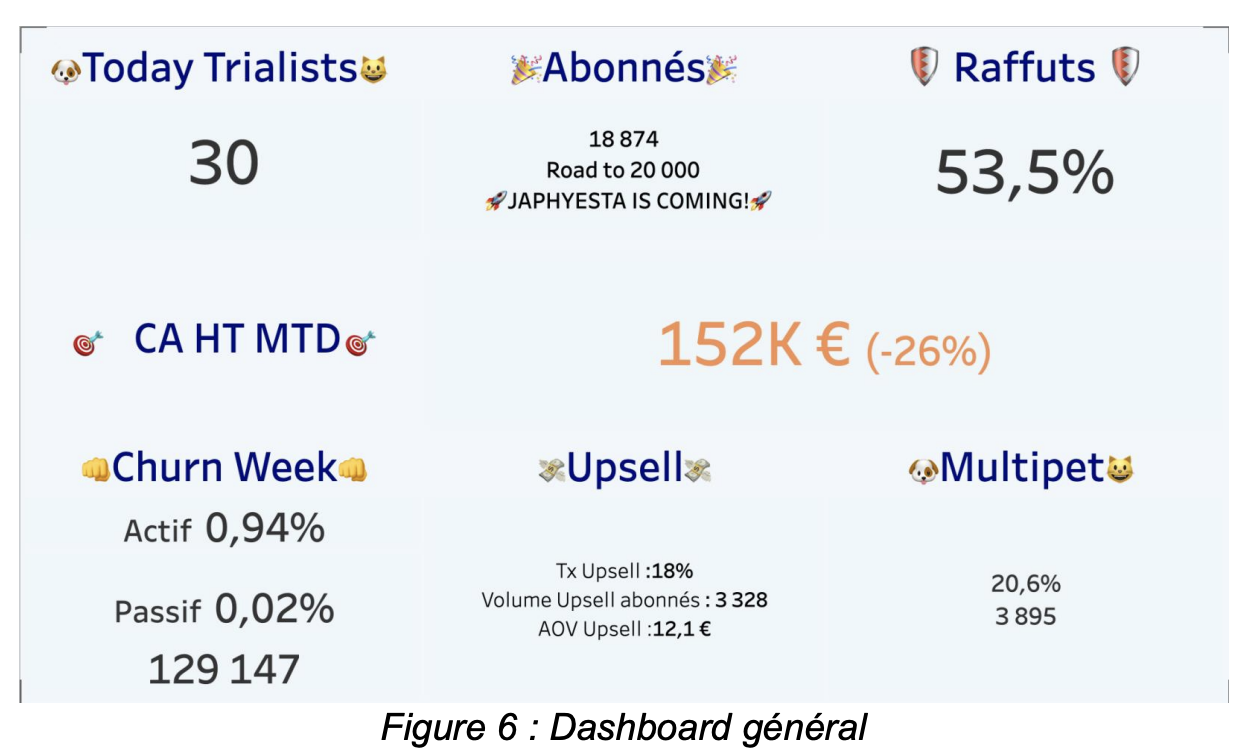 🐶Today Trialists😺
🎉Abonnés🎉
🛡 Raffuts 🛡
30
18 874
Road to 20 000
🚀JAPHYESTA IS COMING!🚀
53,5%
🎯 CA HT MTD🎯
152K € (-26%)
👊Churn Week👊
💸Upsell💸
🐶Multipet😺
Actif 0,94%
Passif 0,02%
129 147
Tx Upsell :18%
Volume Upsell abonnés : 3 328
AOV Upsell :12,1 €
20,6%
3 895
Figure 6 : Dashboard général